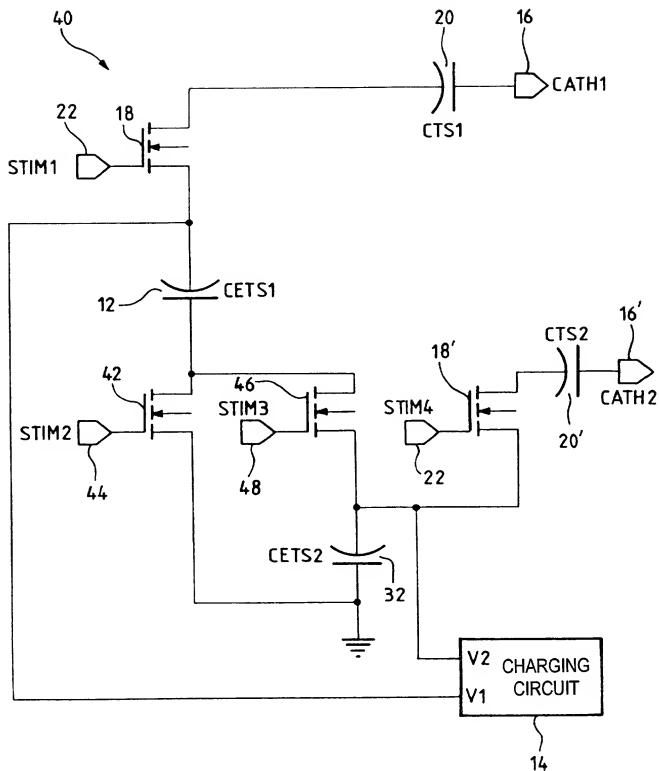 40
20
16
CATH1
CTS1
22
18
STIM1
12
CETS1
16'
CTS2
18'
42
46
STIM3
STIM4
CATH2
STIM2
20'
44
48
22
CETS2
32
V2
CHARGING
CIRCUIT
V1
14